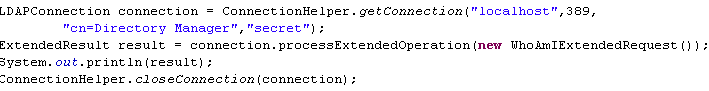 LDAPConnection connection = ConnectionHelper.getConnection("localhost",389,
"cn=Directory Manager","secret");
ExtendedResult result = connection.processExtendedOperation(new WhoAmIExtendedRequest());
System.out.println(result);
ConnectionHelper.closeConnection(connection);